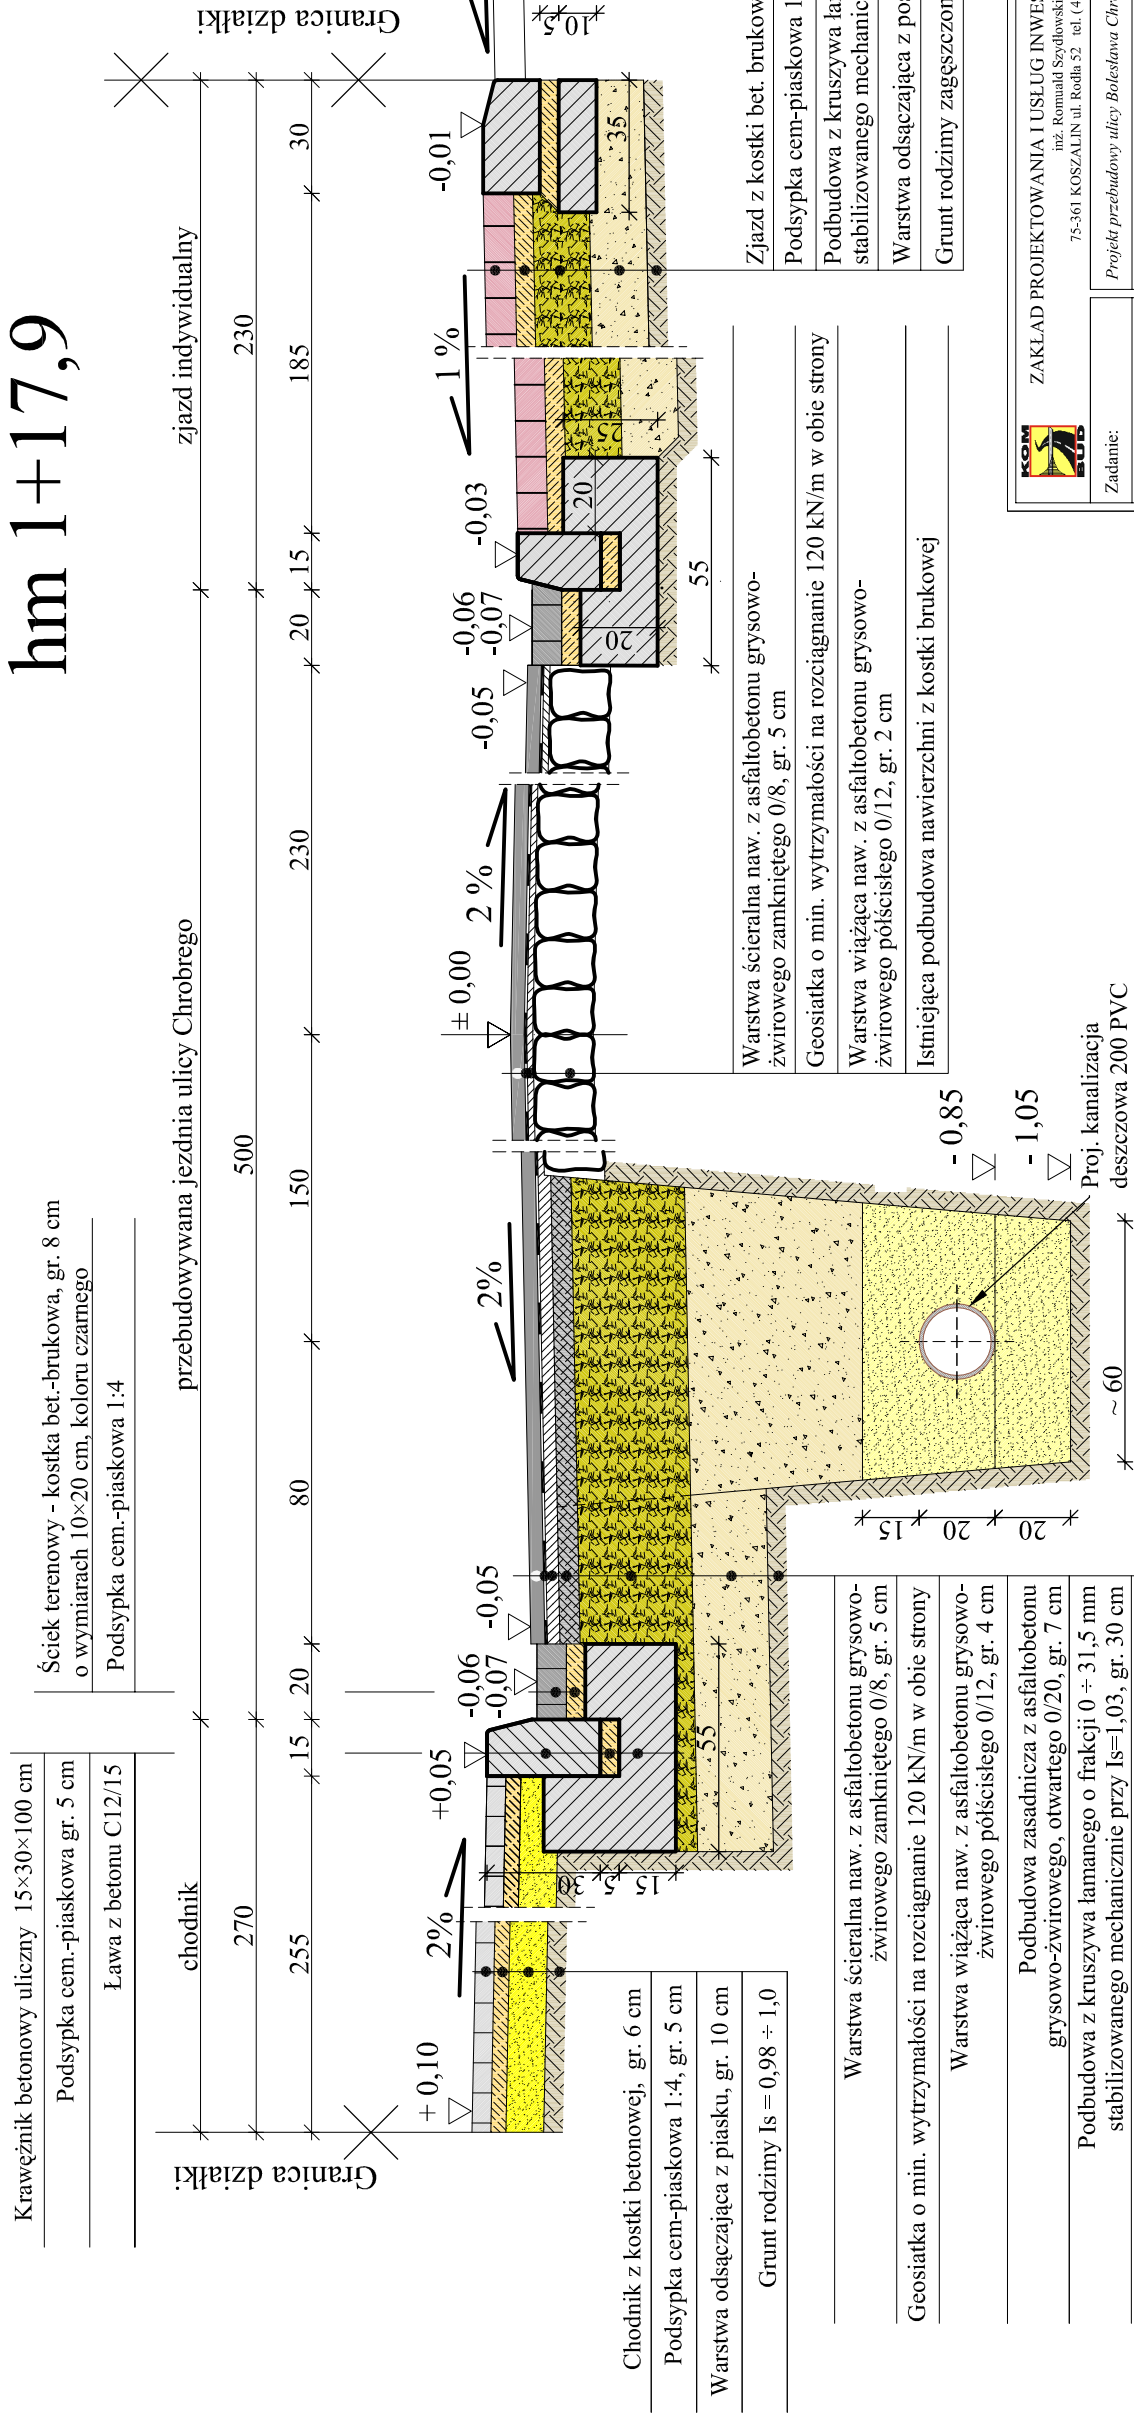 hm 1+17,9
Krawężnik betonowy uliczny 15×30×100 cm
Podsypka cem.-piaskowa gr. 5 cm
Ława z betonu C12/15
Ściek terenowy - kostka bet.-brukowa, gr. 8 cm
o wymiarach 10×20 cm, koloru czarnego
Podsypka cem.-piaskowa 1:4
Granica działki
chodnik
przebudowywana jezdnia ulicy Chrobrego
zjazd indywidualny
Granica działki
270
500
230
255
15
20
80
150
230
20
15
185
30
Granica działki
Granica działki
+ 0,10
2%
+0,05
-0,06
-0,07
-0,05
2%
± 0,00
2 %
-0,05
-0,06
-0,07
-0,03
1 %
-0,01
10,5
5
30
5
15
55
20
20
25
55
35
15
20
20
~ 60
- 0,85
- 1,05
Proj. kanalizacja
deszczowa 200 PVC
Chodnik z kostki betonowej, gr. 6 cm
Podsypka cem-piaskowa 1:4, gr. 5 cm
Warstwa odsączająca z piasku, gr. 10 cm
Grunt rodzimy Is = 0,98 ÷ 1,0
Warstwa ścieralna naw. z asfaltobetonu grysowo-
żwirowego zamkniętego 0/8, gr. 5 cm
Geosiatka o min. wytrzymałości na rozciągnanie 120 kN/m w obie strony
Warstwa wiążąca naw. z asfaltobetonu grysowo-
żwirowego półścisłego 0/12, gr. 4 cm
Podbudowa zasadnicza z asfaltobetonu
grysowo-żwirowego, otwartego 0/20, gr. 7 cm
Podbudowa z kruszywa łamanego o frakcji 0 ÷ 31,5 mm
stabilizowanego mechanicznie przy Is=1,03, gr. 30 cm
Warstwa ścieralna naw. z asfaltobetonu grysowo-
żwirowego zamkniętego 0/8, gr. 5 cm
Geosiatka o min. wytrzymałości na rozciągnanie 120 kN/m w obie strony
Warstwa wiążąca naw. z asfaltobetonu grysowo-
żwirowego półścisłego 0/12, gr. 2 cm
Istniejąca podbudowa nawierzchni z kostki brukowej
Zjazd z kostki bet. brukow
Podsypka cem-piaskowa 1
Podbudowa z kruszywa ła
stabilizowanego mechanic
Warstwa odsączająca z po
Grunt rodzimy zagęszczon
KOM
BUD
ZAKŁAD PROJEKTOWANIA I USŁUG INWES
inż. Romuald Szydłowski
75-361 KOSZALIN ul. Rodła 52 tel. (4
Zadanie:
Projekt przebudowy ulicy Bolesława Chr